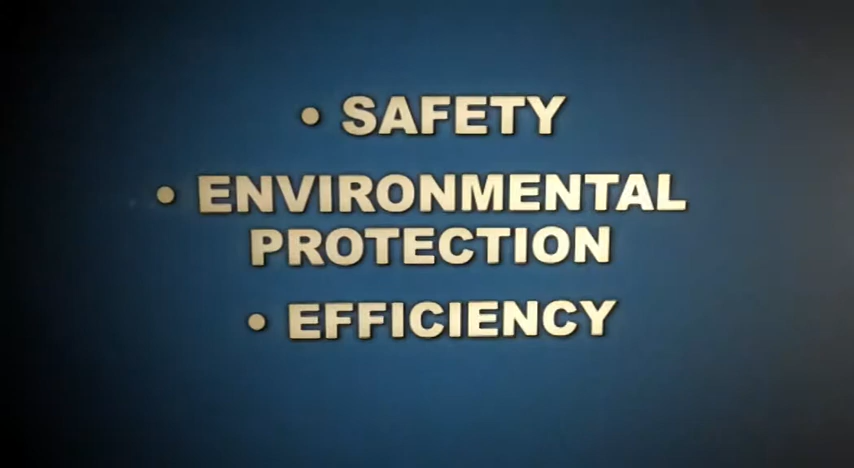 • SAFETY
• ENVIRONMENTAL
PROTECTION
• EFFICIENCY